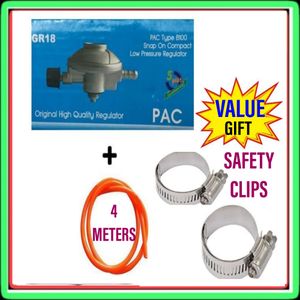 GR18
PAC Type B100
Snap On Compact
Low Pressure Regulator
Original High Quality Regulator
PAC
VALUE
GIFT
+
4
METERS
SAFETY
CLIPS